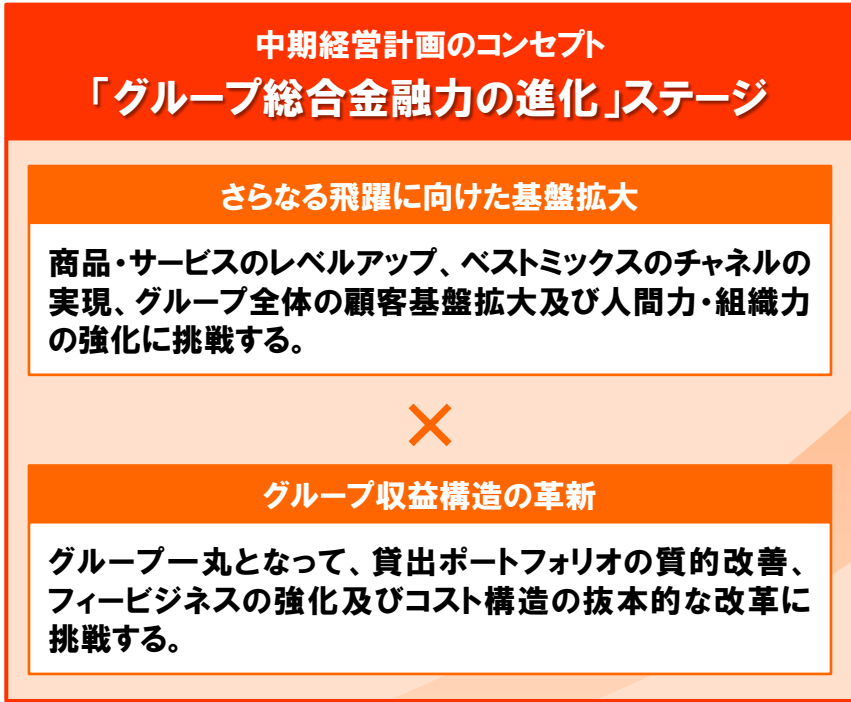 中期経営計画のコンセプト
「グループ総合金融力の進化」ステージ
さらなる飛躍に向けた基盤拡大
商品・サービスのレベルアップ、ベストミックスのチャネルの
実現、グループ全体の顧客基盤拡大及び人間力・組織力
の強化に挑戦する。
×
グループ収益構造の革新
グループ一丸となって、貸出ポートフォリオの質的改善、
フィービジネスの強化及びコスト構造の抜本的な改革に
挑戦する。